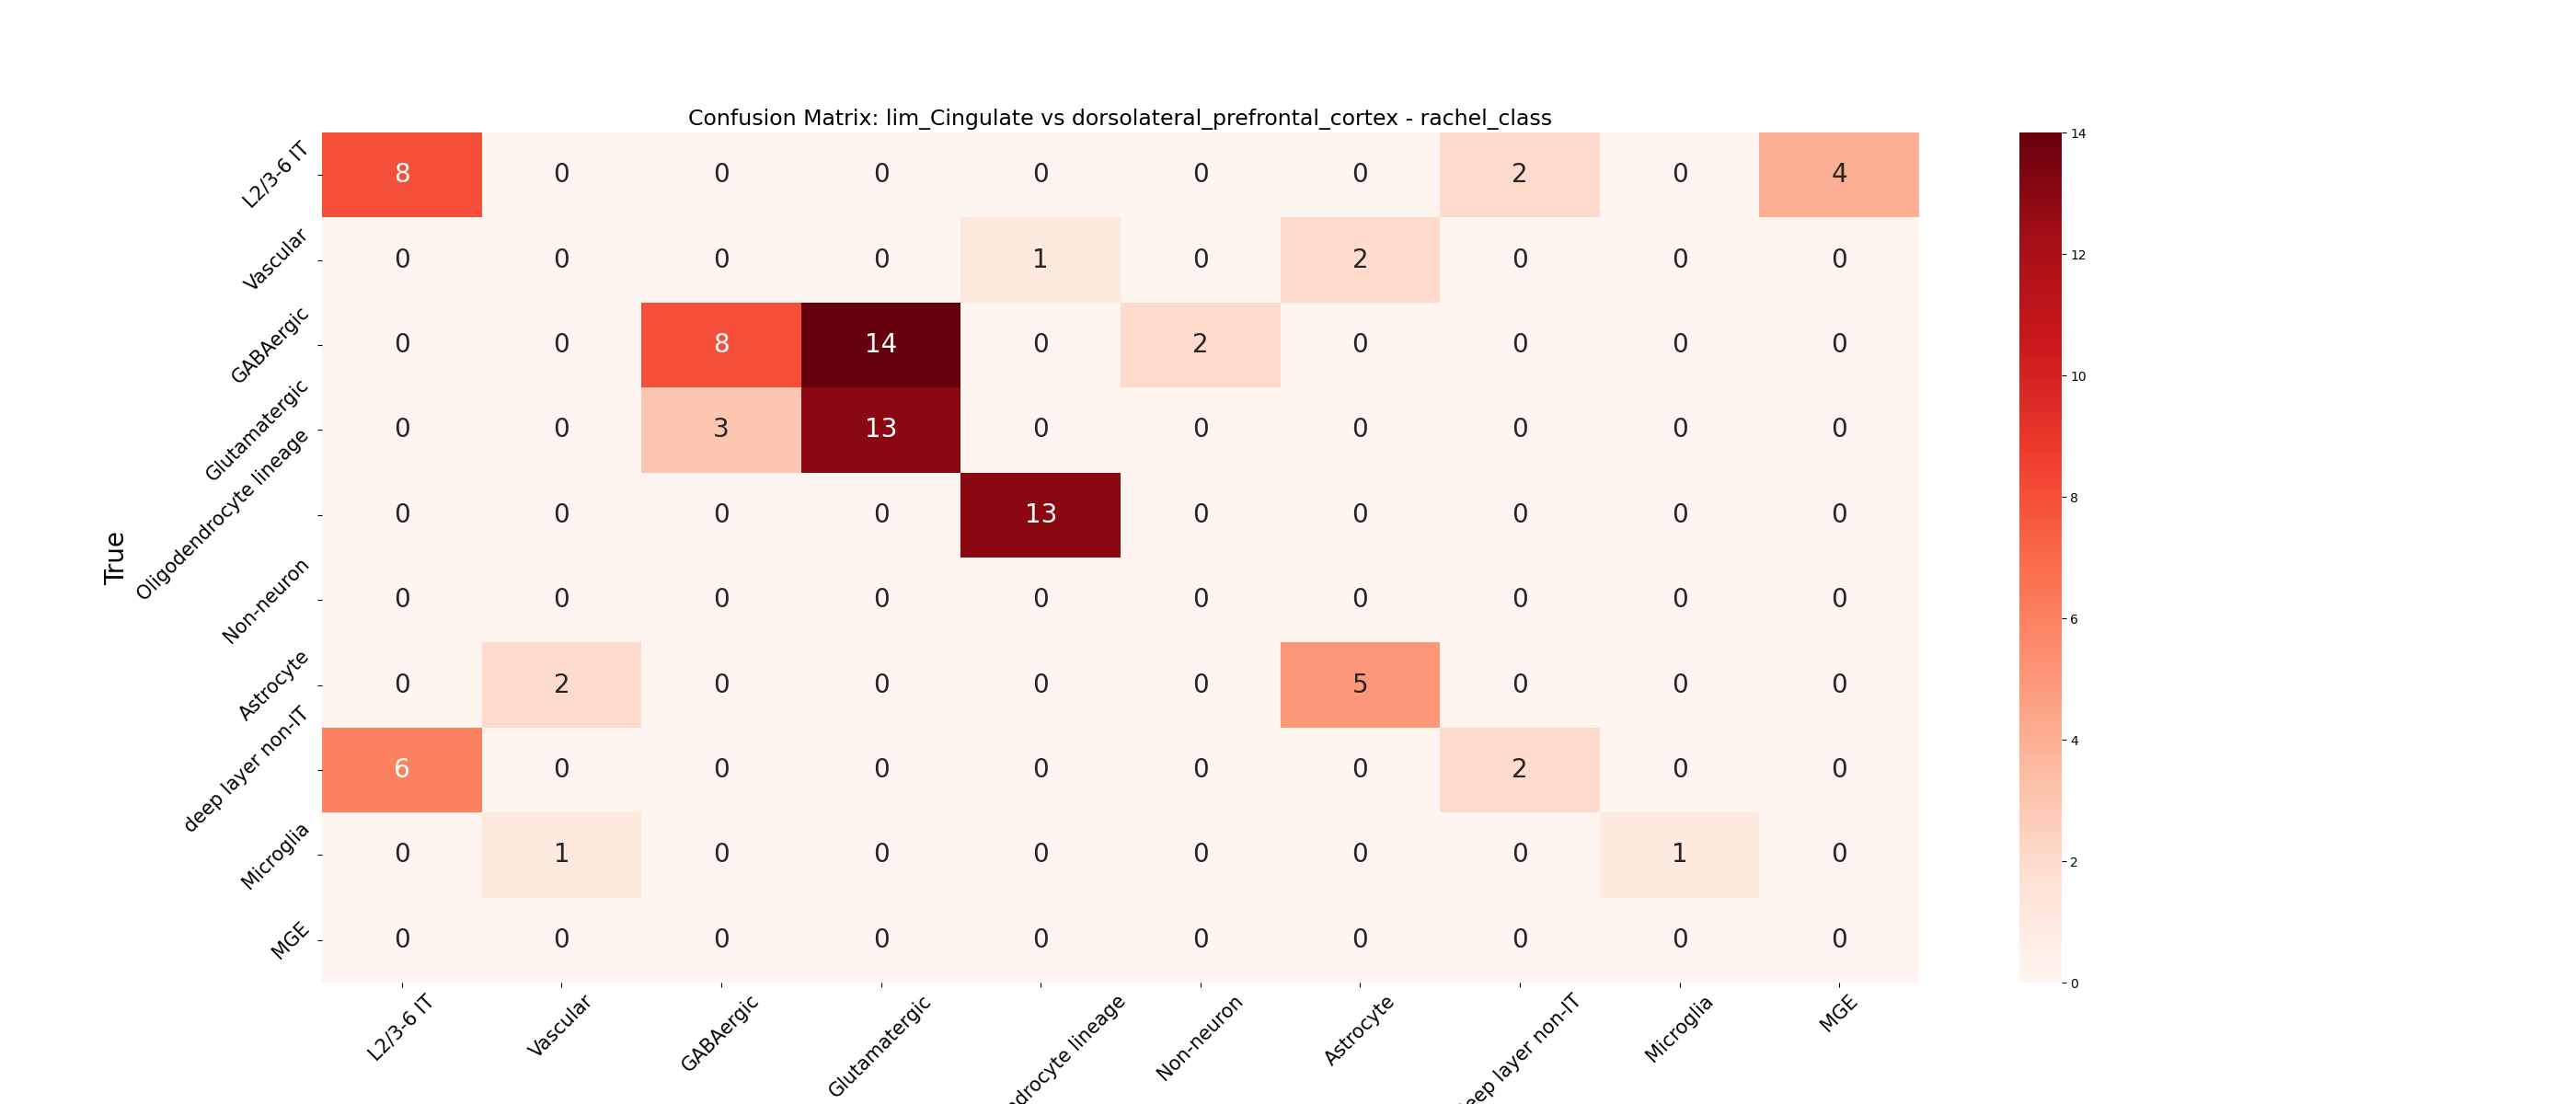 Confusion Matrix: lim_Cingulate vs dorsolateral_prefrontal_cortex - rachel_class
True
L2/3-6 IT 8 0 0 0 0 0 0 2 0 4
Vascular 0 0 0 0 1 0 2 0 0 0
GABAergic 0 0 8 14 0 2 0 0 0 0
Glutamatergic 0 0 3 13 0 0 0 0 0 0
Oligodendrocyte lineage 0 0 0 0 13 0 0 0 0 0
Non-neuron 0 0 0 0 0 0 0 0 0 0
Astrocyte 0 2 0 0 0 0 5 0 0 0
deep layer non-IT 6 0 0 0 0 0 0 2 0 0
Microglia 0 1 0 0 0 0 0 0 1 0
MGE 0 0 0 0 0 0 0 0 0 0
L2/3-6 IT
Vascular
GABAergic
Glutamatergic
ndrocyte lineage
Non-neuron
Astrocyte
eep layer non-IT
Microglia
MGE
14
12
10
8
6
4
2
0